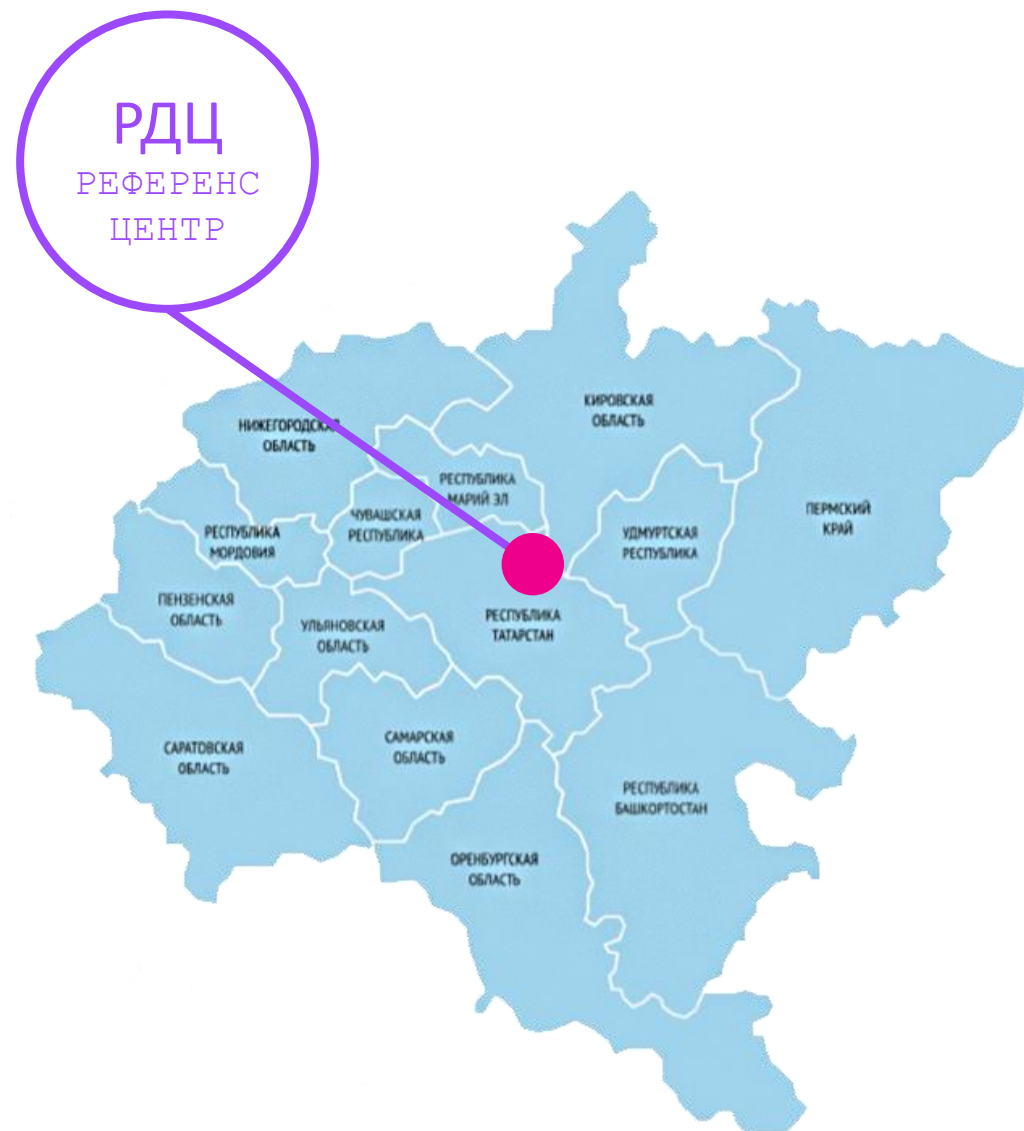 РДЦ
РЕФЕРЕНС
ЦЕНТР
КИРОВСКАЯ
ОБЛАСТЬ
НИЖЕГОРОДСКАЯ
ОБЛАСТЬ
РЕСПУБЛИКА
МАРИЙ ЭЛ
ЧУВАШСКАЯ
РЕСПУБЛИКА
ПЕРМСКИЙ
КРАЙ
УДМУРТСКАЯ
РЕСПУБЛИКА
РЕСПУБЛИКА
МОРДОВИЯ
ПЕНЗЕНСКАЯ
ОБЛАСТЬ
РЕСПУБЛИКА
ТАТАРСТАН
УЛЬЯНОВСКАЯ
ОБЛАСТЬ
САМАРСКАЯ
ОБЛАСТЬ
САРАТОВСКАЯ
ОБЛАСТЬ
РЕСПУБЛИКА
БАШКОРТОСТАН
ОРЕНБУРГСКАЯ
ОБЛАСТЬ